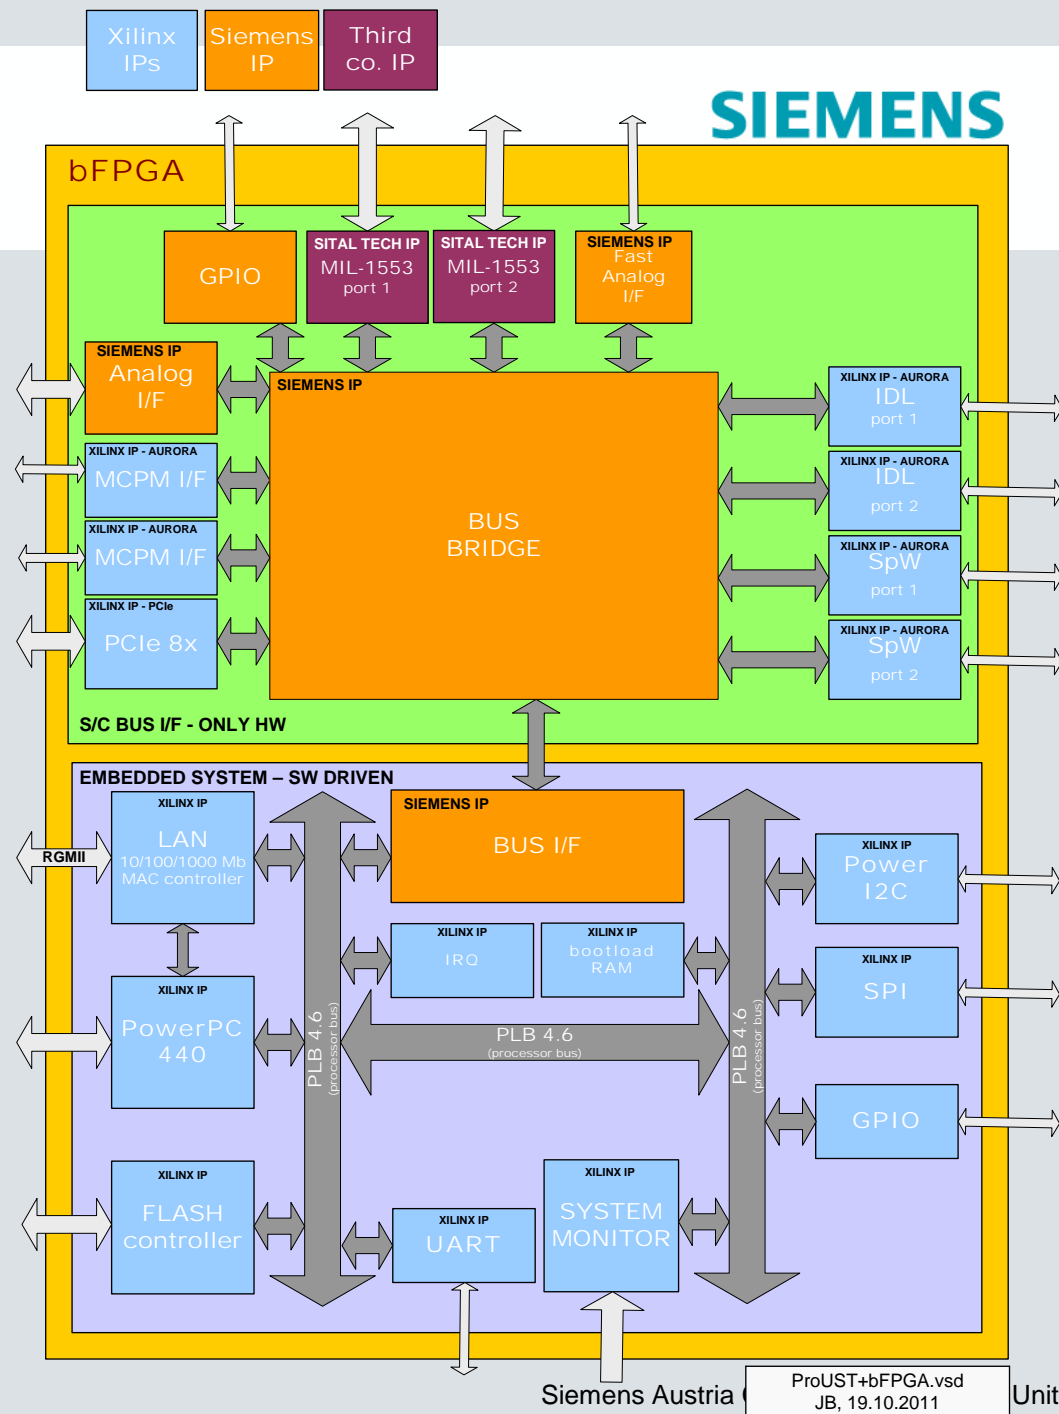 Xilinx
IPs
Siemens
IP
Third
co. IP
SIEMENS
bFPGA
GPIO
SITAL TECH IP
MIL-1553
port 1
SITAL TECH IP
MIL-1553
port 2
SIEMENS IP
Fast
Analog
I/F
SIEMENS IP
Analog
I/F
XILINX IP - AURORA
MCPM I/F
XILINX IP - AURORA
MCPM I/F
XILINX IP - PCIe
PCIe 8x
SIEMENS IP
BUS
BRIDGE
XILINX IP - AURORA
IDL
port 1
XILINX IP - AURORA
IDL
port 2
XILINX IP - AURORA
SpW
port 1
XILINX IP - AURORA
SpW
port 2
S/C BUS I/F - ONLY HW
EMBEDDED SYSTEM – SW DRIVEN
XILINX IP
LAN
10/100/1000 Mb
MAC controller
RGMII
SIEMENS IP
BUS I/F
XILINX IP
IRQ
XILINX IP
bootload
RAM
XILINX IP
Power
I2C
XILINX IP
SPI
GPIO
XILINX IP
PowerPC
440
PLB 4.6
(processor bus)
PLB 4.6
(processor bus)
PLB 4.6
(processor bus)
XILINX IP
FLASH
controller
XILINX IP
UART
XILINX IP
SYSTEM
MONITOR
Siemens Austria
Unit
ProUST+bFPGA.vsd
JB, 19.10.2011